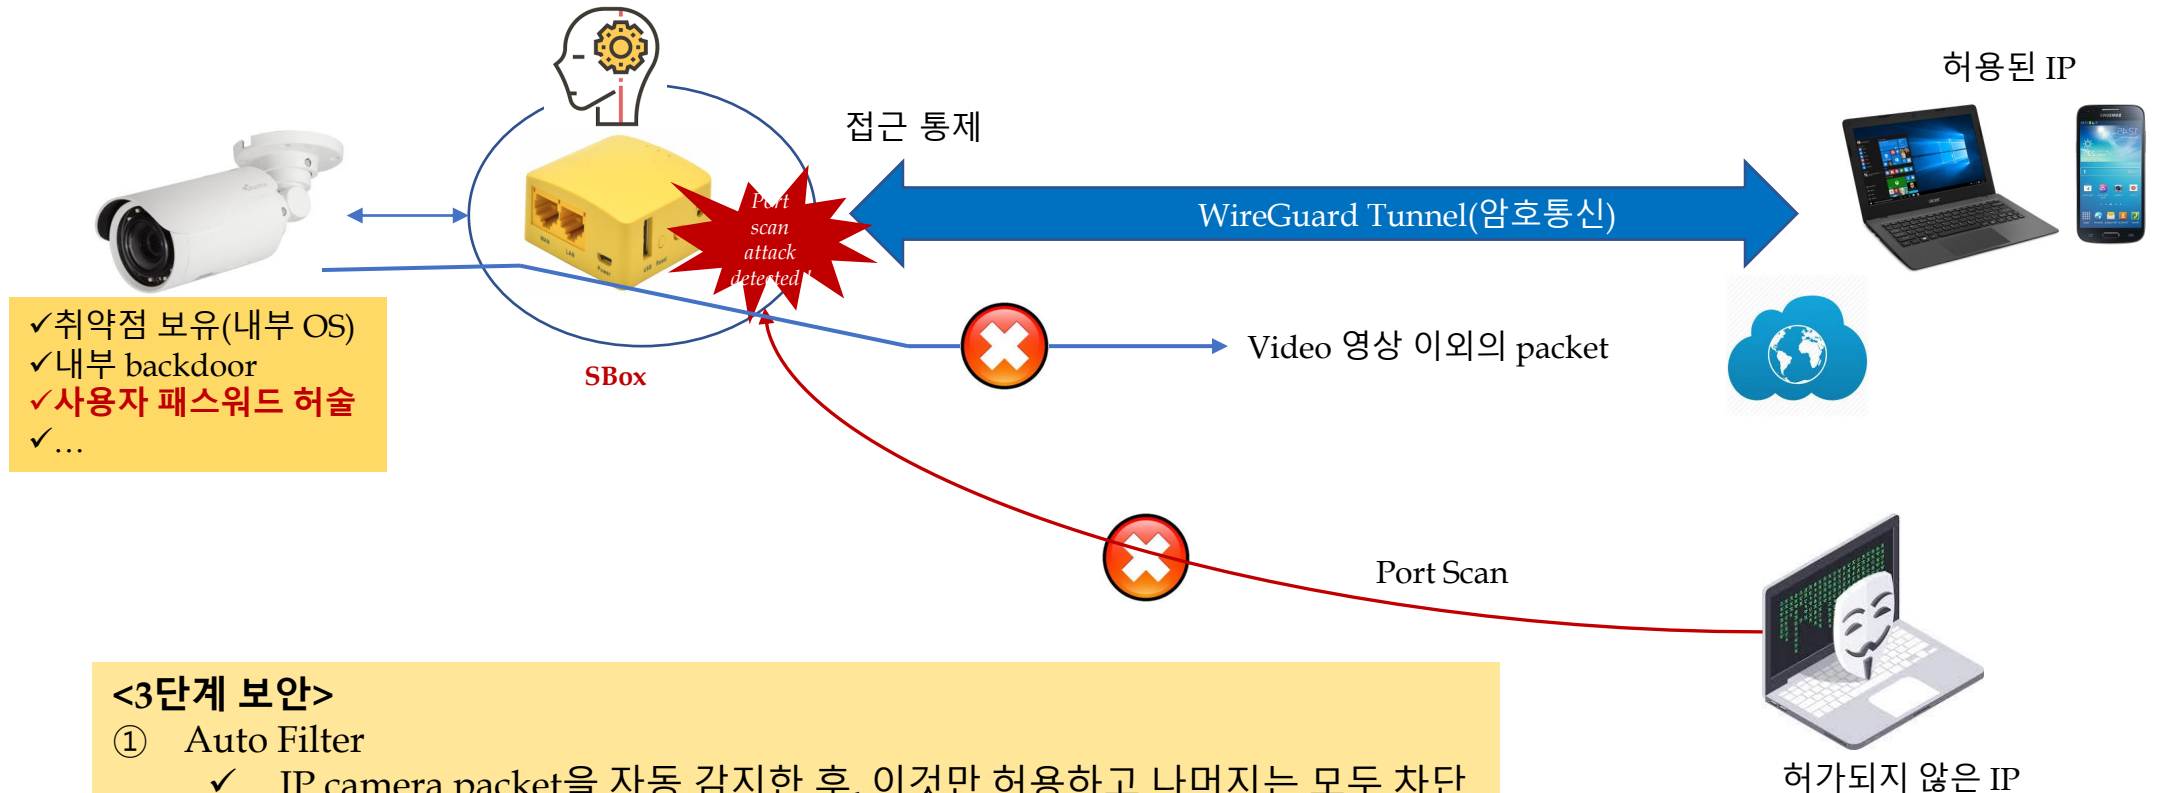 허용된 IP
접근 통제
Port
scan
attack
detected !
WireGuard Tunnel(암호통신)
✓취약점 보유(내부 OS)
✓내부 backdoor
✓사용자 패스워드 허술
✓…
SBox
Video 영상 이외의 packet
Port Scan
<3단계 보안>
① Auto Filter
✓ IP camera packet을 자동 감지한 후, 이것만 허용하고 나머지는 모두 차단
허가되지 않은 IP
WAN
LAN
Power
USB